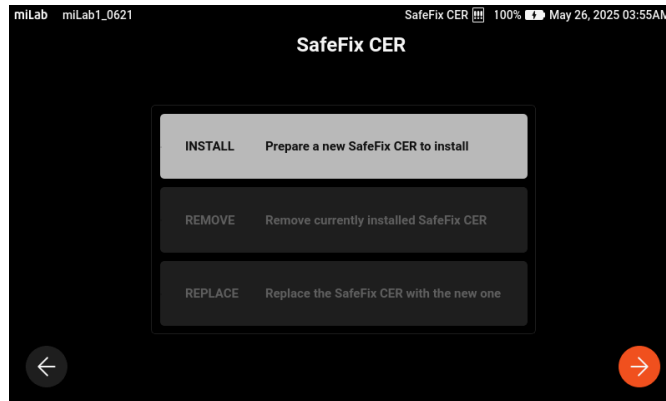 miLab miLab1_0621 SafeFix CER 100% May 26, 2025 03:55AM
SafeFix CER
INSTALL Prepare a new SafeFix CER to install
REMOVE Remove currently installed SafeFix CER
REPLACE Replace the SafeFix CER with the new one